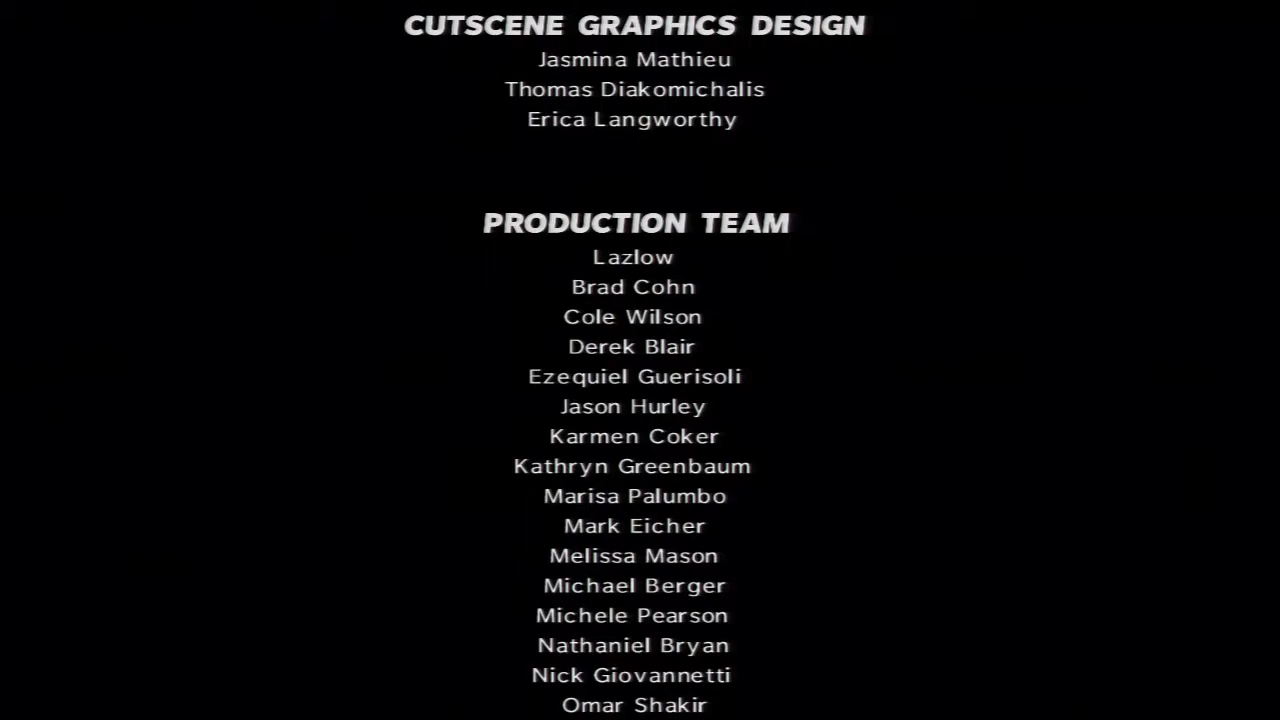 CUTSCENE GRAPHICS DESIGN
Jasmina Mathieu
Thomas Diakomichalis
Erica Langworthy
PRODUCTION TEAM
Lazlow
Brad Cohn
Cole Wilson
Derek Blair
Ezequiel Guerisoli
Jason Hurley
Karmen Coker
Kathryn Greenbaum
Marisa Palumbo
Mark Eicher
Melissa Mason
Michael Berger
Michele Pearson
Nathaniel Bryan
Nick Giovannetti
Omar Shakir